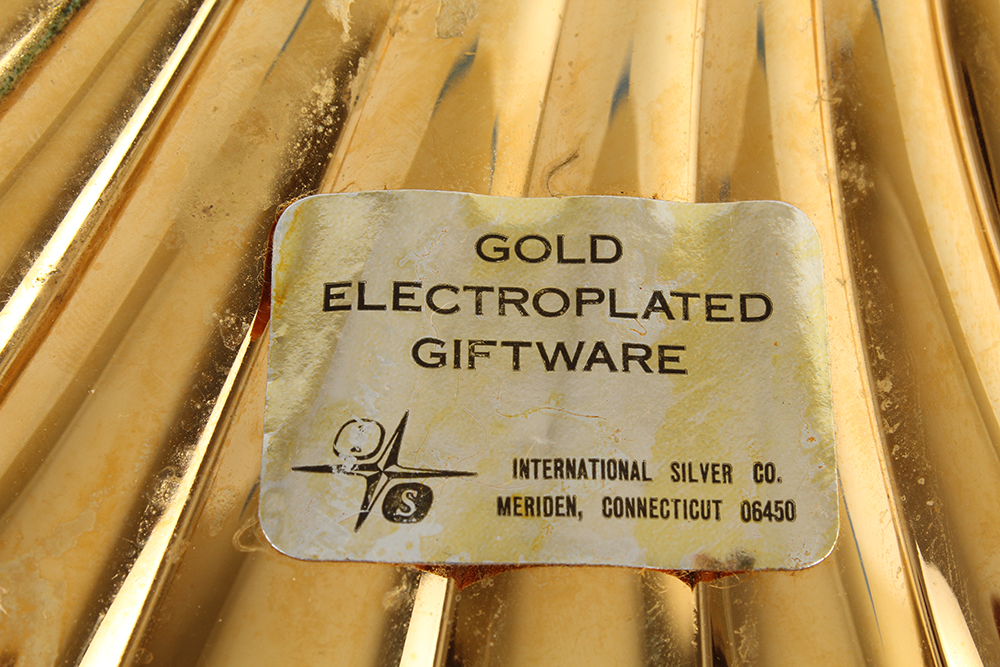 GOLD
ELECTROPLATED
GIFTWARE
S
INTERNATIONAL SILVER CO.
MERIDEN, CONNECTICUT 06450